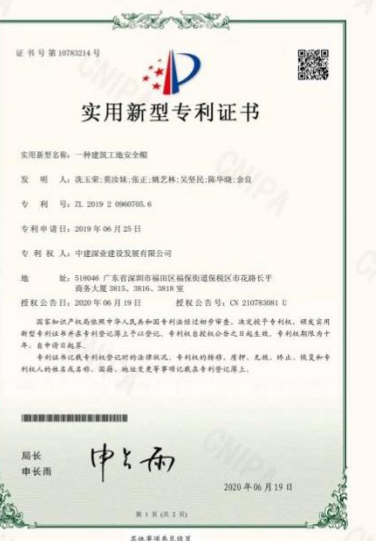 证书号第10783214号
实用新型专利证书
实用新型名称：一种建筑工地安全帽
发明人：冼玉荣;莫汝妹;张正;姚艺林;吴坚民;陈华晓;余良
专利号：ZL 2019 2 0960705.6
专利申请日：2019年06月25日
专利权人：中建深业建设发展有限公司
地址：518046 广东省深圳市福田区福保街道保税区市花路长平
商务大厦3815、3816、3818室
授权公告日：2020年06月19日 授权公告号：CN 210783081 U
国家知识产权局依照中华人民共和国专利法经过初步审查，决定授予专利权，颁发实用
新型专利证书并在专利登记簿上予以登记。专利权自授权公告之日起生效。专利权期限为十
年，自申请日起算。
专利证书记载专利权登记时的法律状况。专利权的转移、质押、无效、终止、恢复和专
利权人的姓名或名称、国籍、地址变更等事项记载在专利登记簿上。
局长
申长雨
申长雨
2020年06月19日
第1页(共2页)
其他事项参见续页
CNIPA
CNIPA
CNIPA